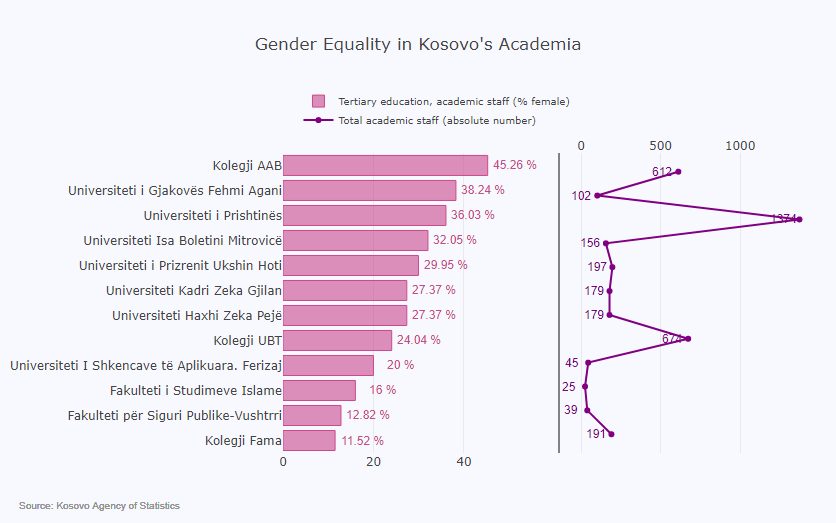 Gender Equality in Kosovo's Academia
Tertiary education, academic staff (% female)
Total academic staff (absolute number)
0 500 1000
Kolegji AAB 45.26 % 612
Universiteti i Gjakovës Fehmi Agani 38.24 % 102
Universiteti i Prishtinës 36.03 % 1374
Universiteti Isa Boletini Mitrovicë 32.05 % 156
Universiteti i Prizrenit Ukshin Hoti 29.95 % 197
Universiteti Kadri Zeka Gjilan 27.37 % 179
Universiteti Haxhi Zeka Pejë 27.37 % 179
Kolegji UBT 24.04 % 674
Universiteti I Shkencave të Aplikuara. Ferizaj 20 % 45
Fakulteti i Studimeve Islame 16 % 25
Fakulteti për Siguri Publike-Vushtrri 12.82 % 39
Kolegji Fama 11.52 % 191
0 20 40
Source: Kosovo Agency of Statistics